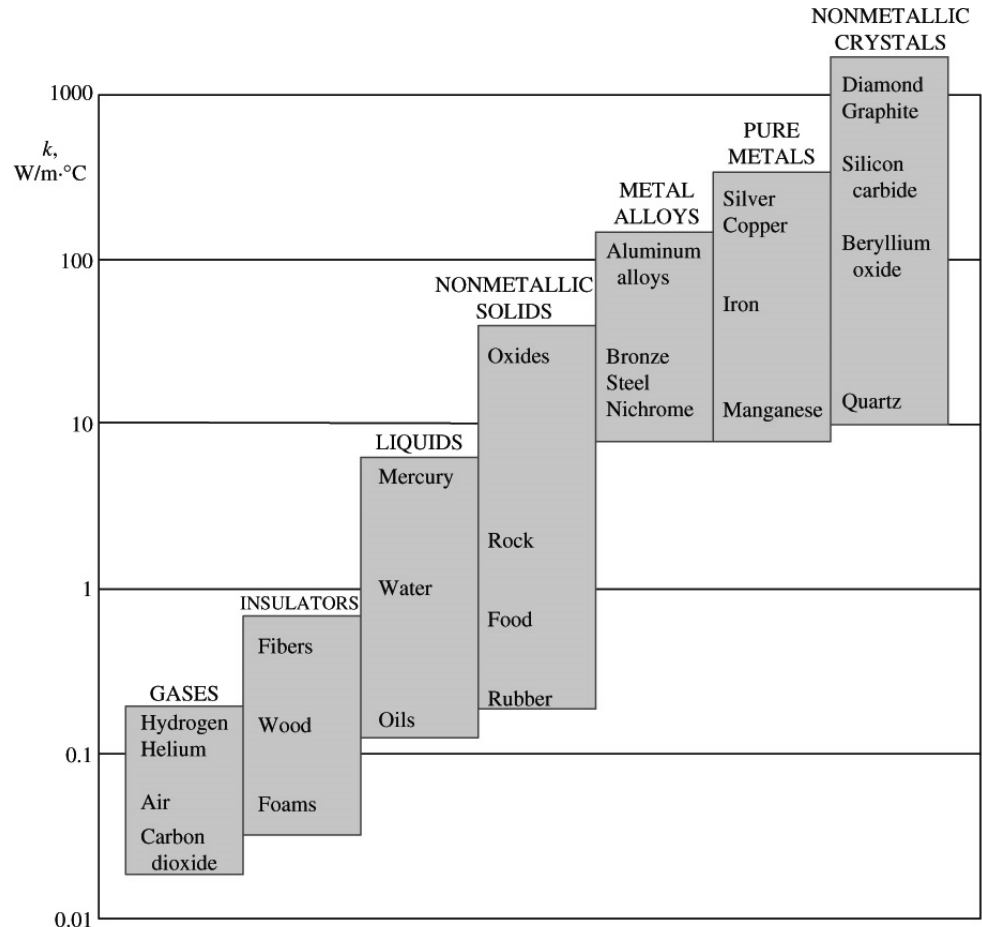 NONMETALLIC
CRYSTALS
Diamond
Graphite
Silicon
carbide
Beryllium
oxide
Quartz
PURE
METALS
Silver
Copper
Iron
Manganese
METAL
ALLOYS
Aluminum
alloys
Bronze
Steel
Nichrome
NONMETALLIC
SOLIDS
Oxides
Rock
Food
Rubber
LIQUIDS
Mercury
Water
Oils
INSULATORS
Fibers
Wood
Foams
GASES
Hydrogen
Helium
Air
Carbon
dioxide
1000
k,
W/m·°C
100
10
1
0.1
0.01